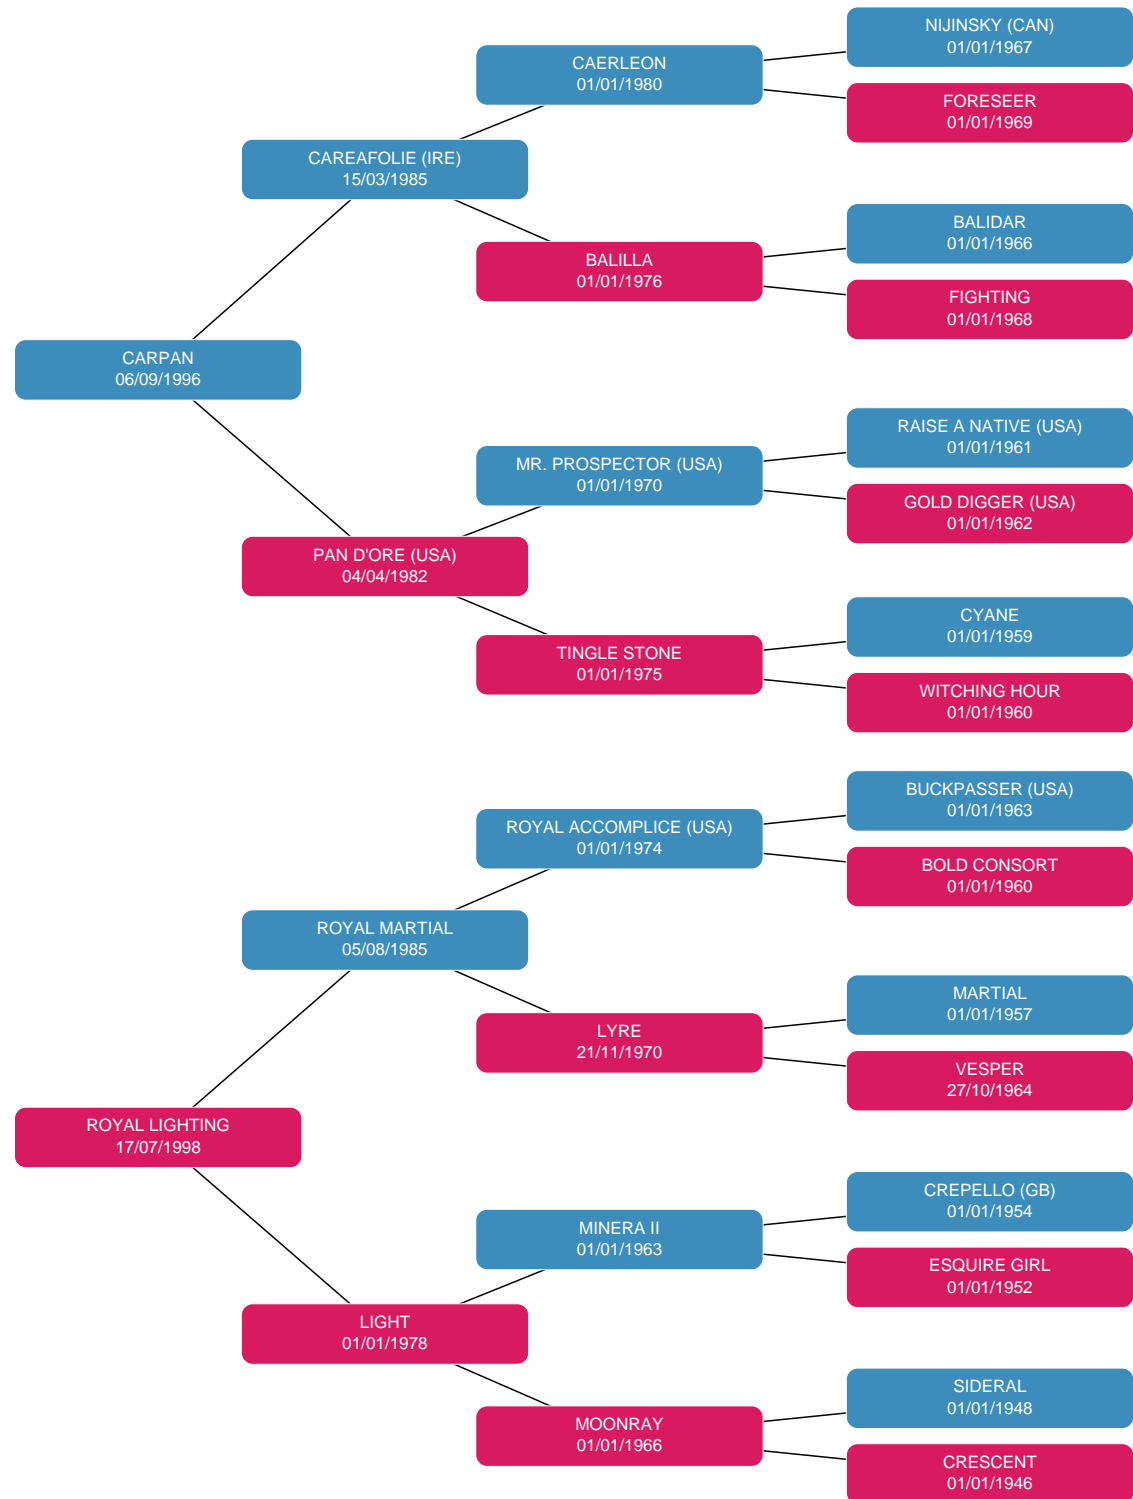 NIJINSKY (CAN)
01/01/1967
CAERLEON
01/01/1980
FORESEER
01/01/1969
CAREAFOLIE (IRE)
15/03/1985
BALIDAR
01/01/1966
BALILLA
01/01/1976
FIGHTING
01/01/1968
CARPAN
06/09/1996
RAISE A NATIVE (USA)
01/01/1961
MR. PROSPECTOR (USA)
01/01/1970
GOLD DIGGER (USA)
01/01/1962
PAN D'ORE (USA)
04/04/1982
CYANE
01/01/1959
TINGLE STONE
01/01/1975
WITCHING HOUR
01/01/1960
BUCKPASSER (USA)
01/01/1963
ROYAL ACCOMPLICE (USA)
01/01/1974
BOLD CONSORT
01/01/1960
ROYAL MARTIAL
05/08/1985
MARTIAL
01/01/1957
LYRE
21/11/1970
VESPER
27/10/1964
ROYAL LIGHTING
17/07/1998
CREPELLO (GB)
01/01/1954
MINERA II
01/01/1963
ESQUIRE GIRL
01/01/1952
LIGHT
01/01/1978
SIDERAL
01/01/1948
MOONRAY
01/01/1966
CRESCENT
01/01/1946